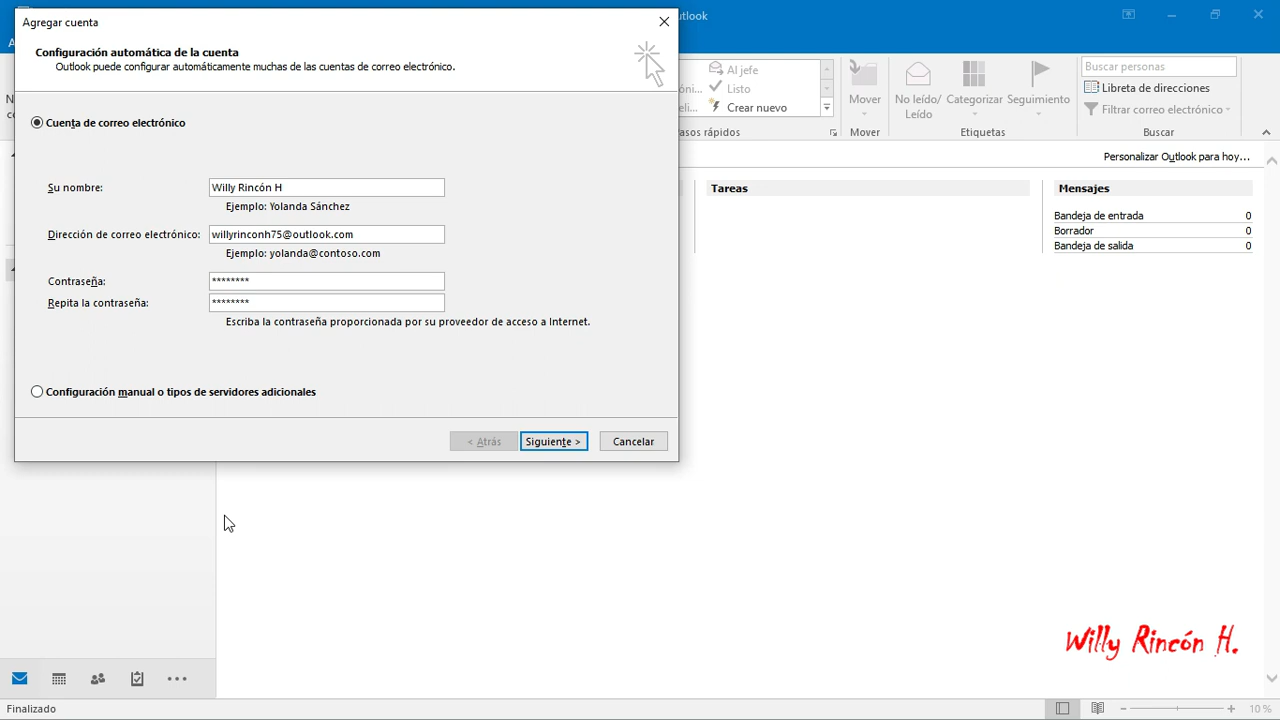 Agregar cuenta
utlook
Configuración automática de la cuenta
Outlook puede configurar automáticamente muchas de las cuentas de correo electrónico.
Cuenta de correo electrónico
Su nombre:
Willy Rincón H
Ejemplo: Yolanda Sánchez
Dirección de correo electrónico:
willyrinconh75@outlook.com
Ejemplo: yolanda@contoso.com
Contraseña:
********
Repita la contraseña:
********
Escriba la contraseña proporcionada por su proveedor de acceso a Internet.
Configuración manual o tipos de servidores adicionales
< Atrás
Siguiente >
Cancelar
Al jefe
Listo
Crear nuevo
asos rápidos
Mover
Mover
No leído/
Leído
Categorizar
Seguimiento
Etiquetas
Buscar personas
Libreta de direcciones
Filtrar correo electrónico
Buscar
Personalizar Outlook para hoy...
Tareas
Mensajes
Bandeja de entrada 0
Borrador 0
Bandeja de salida 0
Willy Rincón H.
Finalizado
10 %